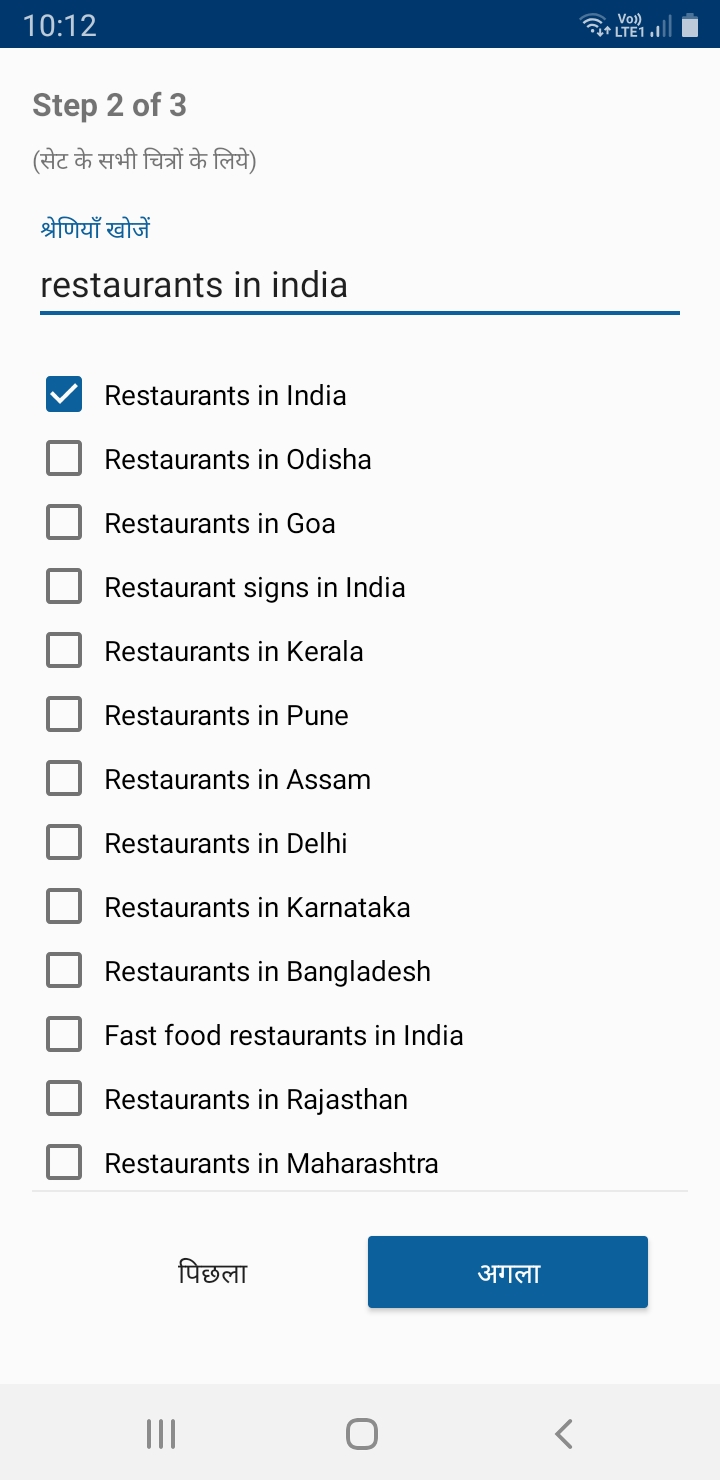 10:12
Vo))
LTE1
Step 2 of 3
(सेट के सभी चित्रों के लिये)
श्रेणियाँ खोजें
restaurants in india
Restaurants in India
Restaurants in Odisha
Restaurants in Goa
Restaurant signs in India
Restaurants in Kerala
Restaurants in Pune
Restaurants in Assam
Restaurants in Delhi
Restaurants in Karnataka
Restaurants in Bangladesh
Fast food restaurants in India
Restaurants in Rajasthan
Restaurants in Maharashtra
पिछला
अगला